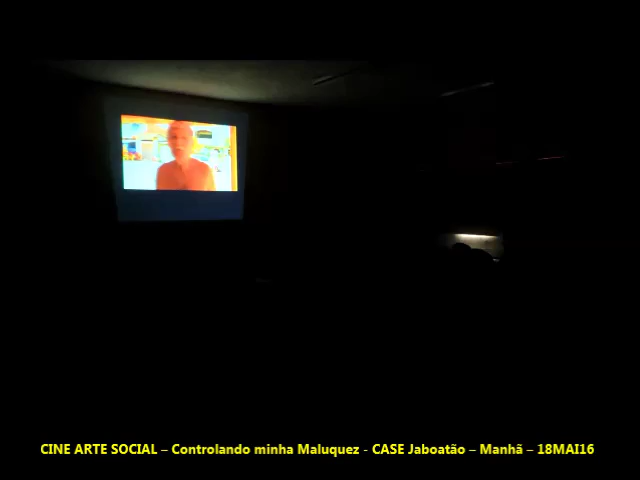 CINE ARTE SOCIAL – Controlando minha Maluquez - CASE Jaboatão – Manhã – 18MAI16